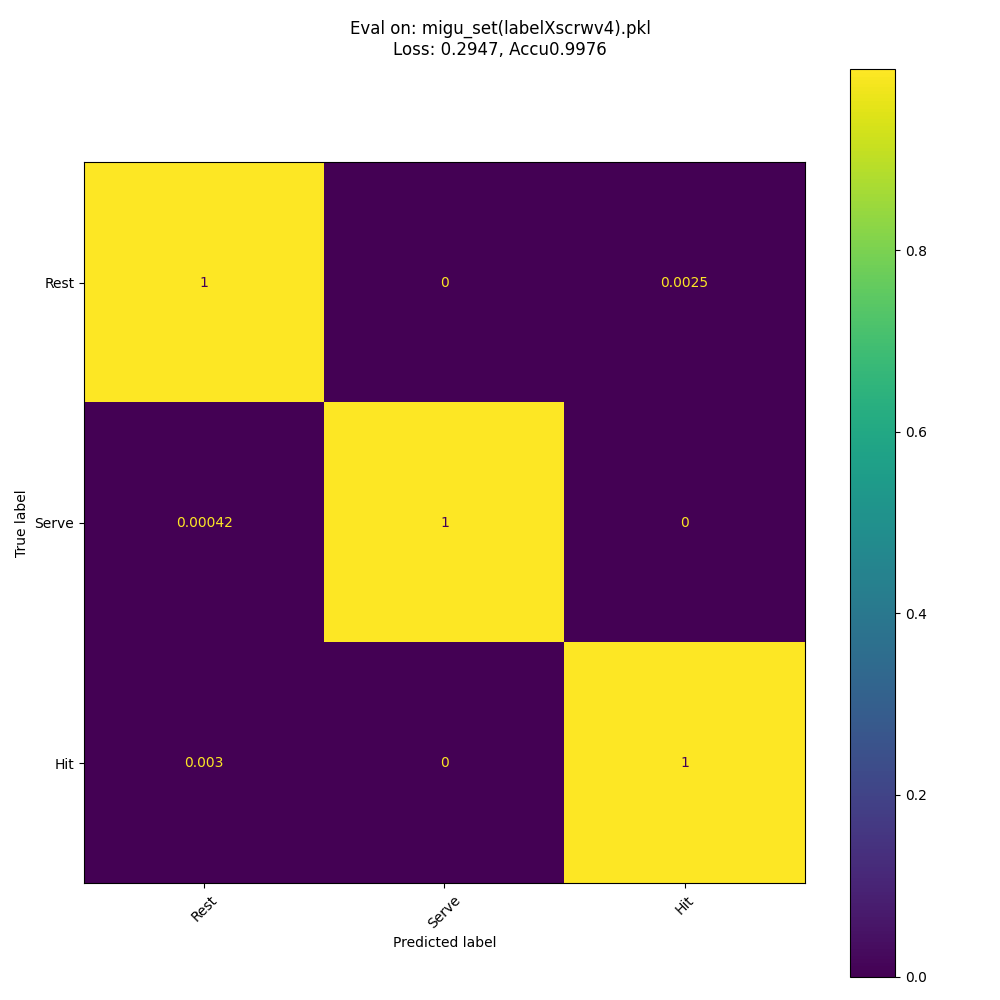 Eval on: migu_set(labelXscrwv4).pkl
Loss: 0.2947, Accu0.9976
Rest 1 0 0.0025
Serve 0.00042 1 0
Hit 0.003 0 1
True label
Rest Serve Hit
Predicted label
0.8
0.6
0.4
0.2
0.0